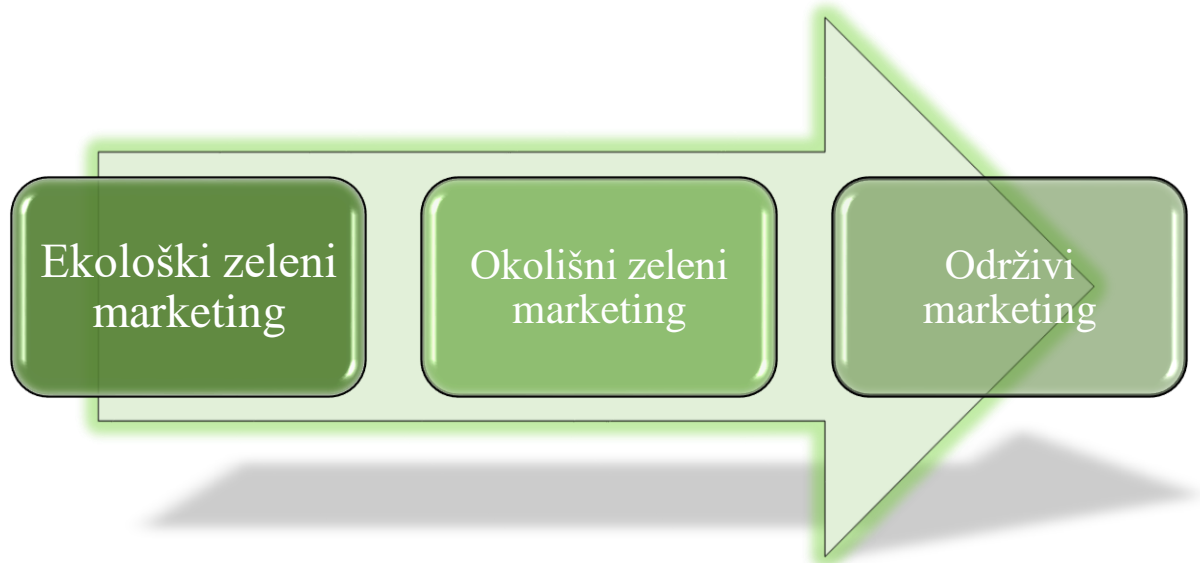 Ekološki zeleni
marketing
Okolišni zeleni
marketing
Održivi
marketing